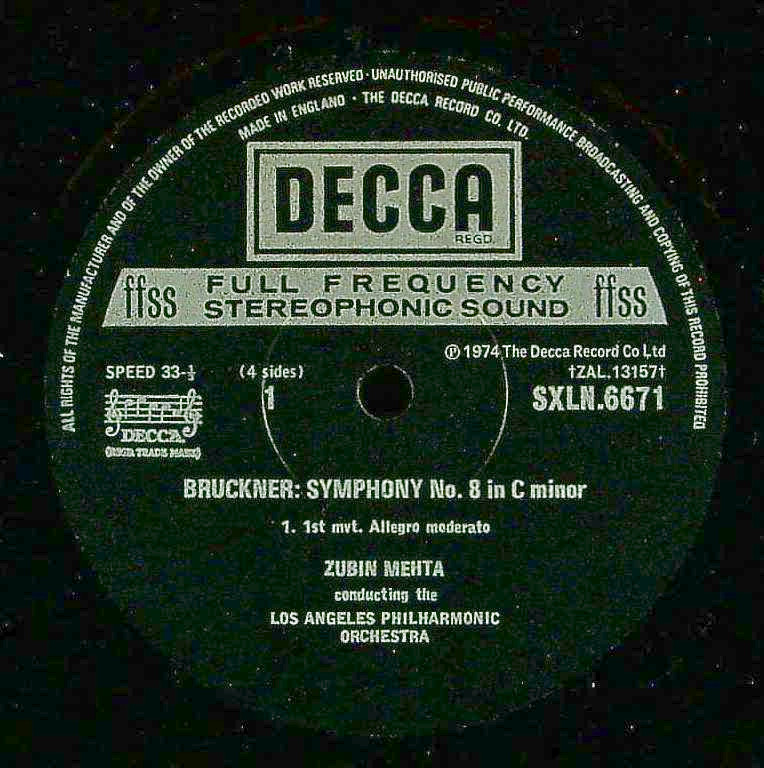 ALL RIGHTS OF THE MANUFACTURER AND OF THE OWNER OF THE RECORDED WORK RESERVED · UNAUTHORISED PUBLIC PERFORMANCE BROADCASTING AND COPYING OF THIS RECORD PROHIBITED
MADE IN ENGLAND · THE DECCA RECORD CO. LTD.
DECCA
REGD.
ffss FULL FREQUENCY ffss
STEREOPHONIC SOUND
℗ 1974 The Decca Record Co Ltd
SPEED 33-⅓ (4 sides) †ZAL.13157†
1 SXLN.6671
DECCA
(REGD TRADE MARK)
BRUCKNER: SYMPHONY No. 8 in C minor
1. 1st mvt. Allegro moderato
ZUBIN MEHTA
conducting the
LOS ANGELES PHILHARMONIC
ORCHESTRA